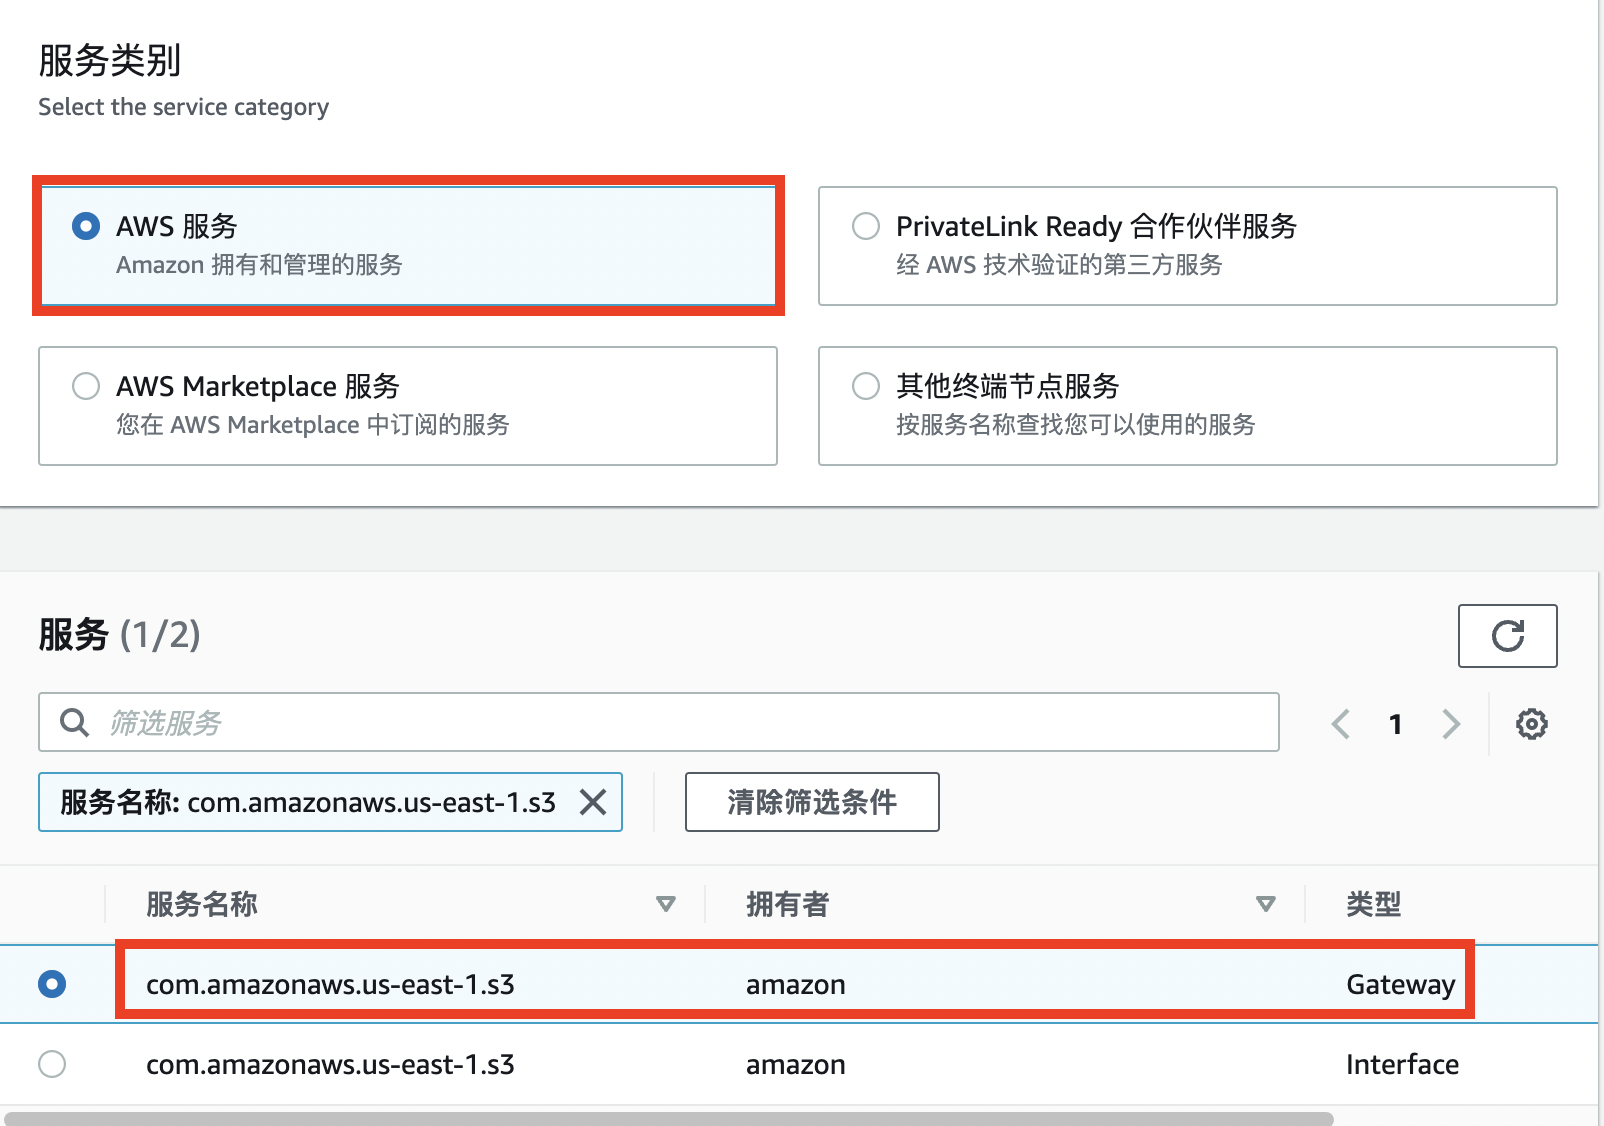 服务类别
Select the service category
AWS 服务
Amazon 拥有和管理的服务
PrivateLink Ready 合作伙伴服务
经 AWS 技术验证的第三方服务
AWS Marketplace 服务
您在 AWS Marketplace 中订阅的服务
其他终端节点服务
按服务名称查找您可以使用的服务
服务 (1/2)
筛选服务
1
服务名称: com.amazonaws.us-east-1.s3
清除筛选条件
服务名称 拥有者 类型
com.amazonaws.us-east-1.s3 amazon Gateway
com.amazonaws.us-east-1.s3 amazon Interface